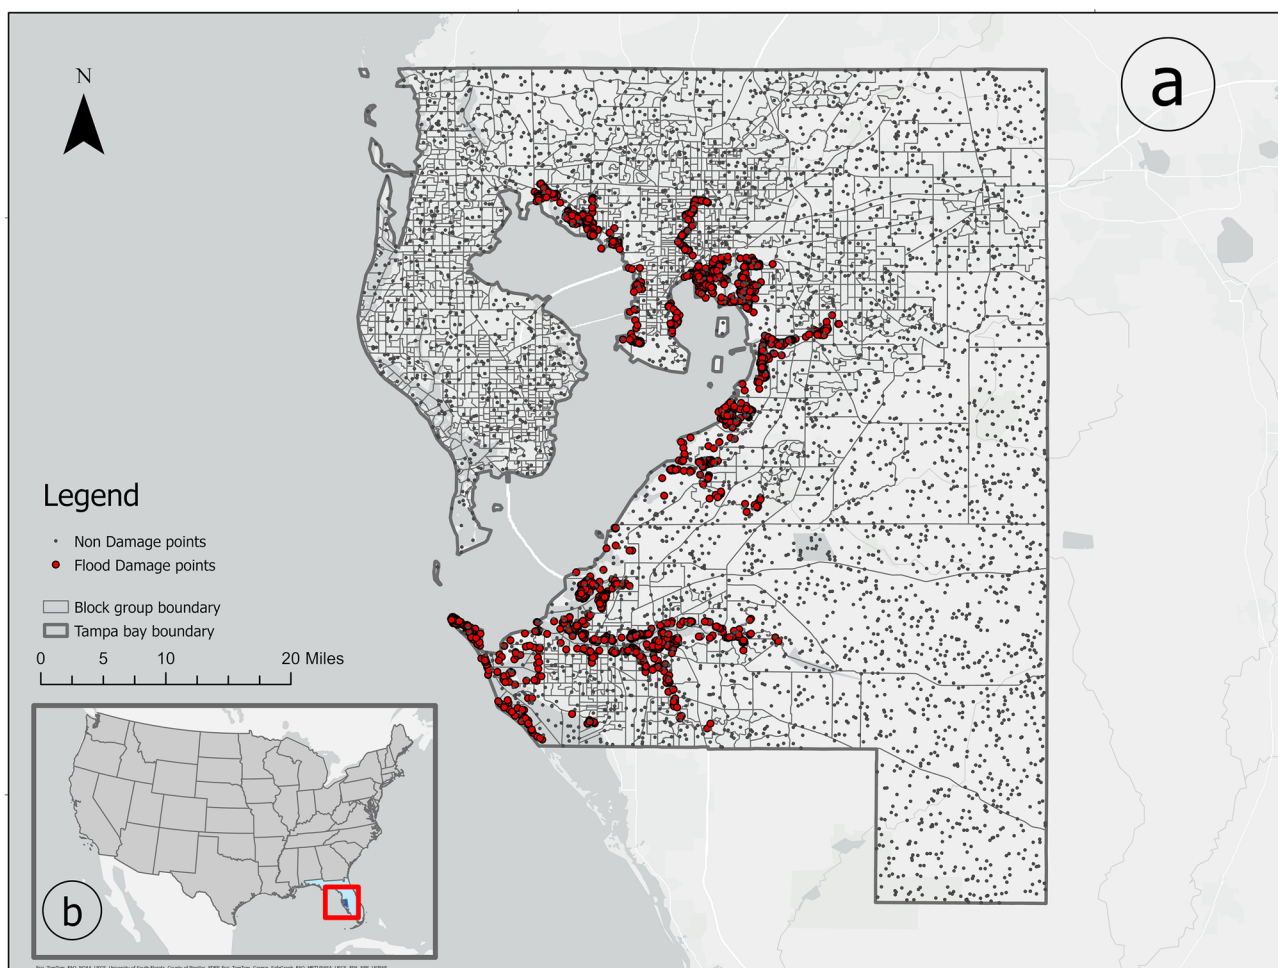 N
a
Legend
Non Damage points
Flood Damage points
Block group boundary
Tampa bay boundary
0 5 10 20 Miles
b